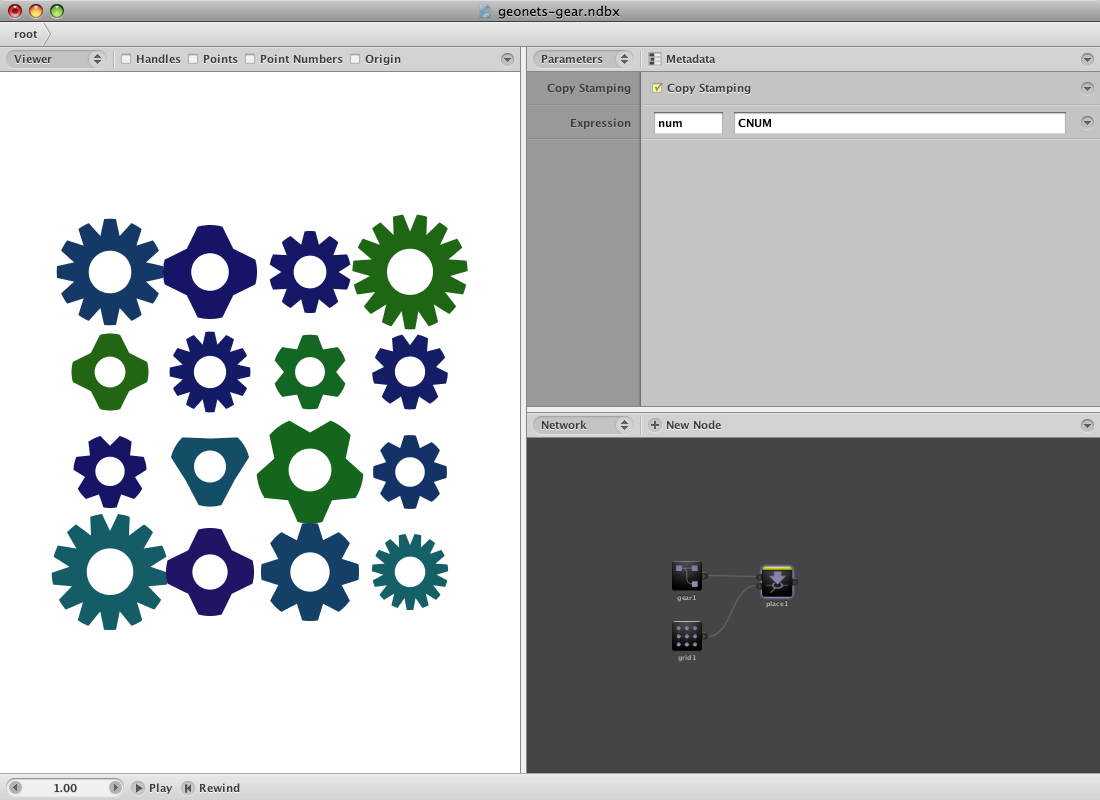 geonets-gear.ndbx
root
Viewer Handles Points Point Numbers Origin
Parameters Metadata
Copy Stamping Copy Stamping
Expression num CNUM
Network New Node
gear1
place1
grid1
1.00 Play Rewind